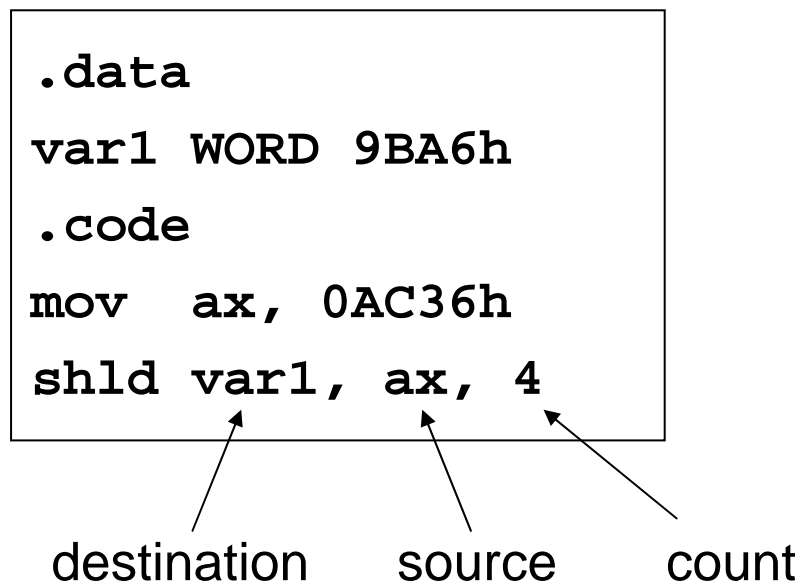 .data
var1 WORD 9BA6h
.code
mov ax, 0AC36h
shld var1, ax, 4
destination source count